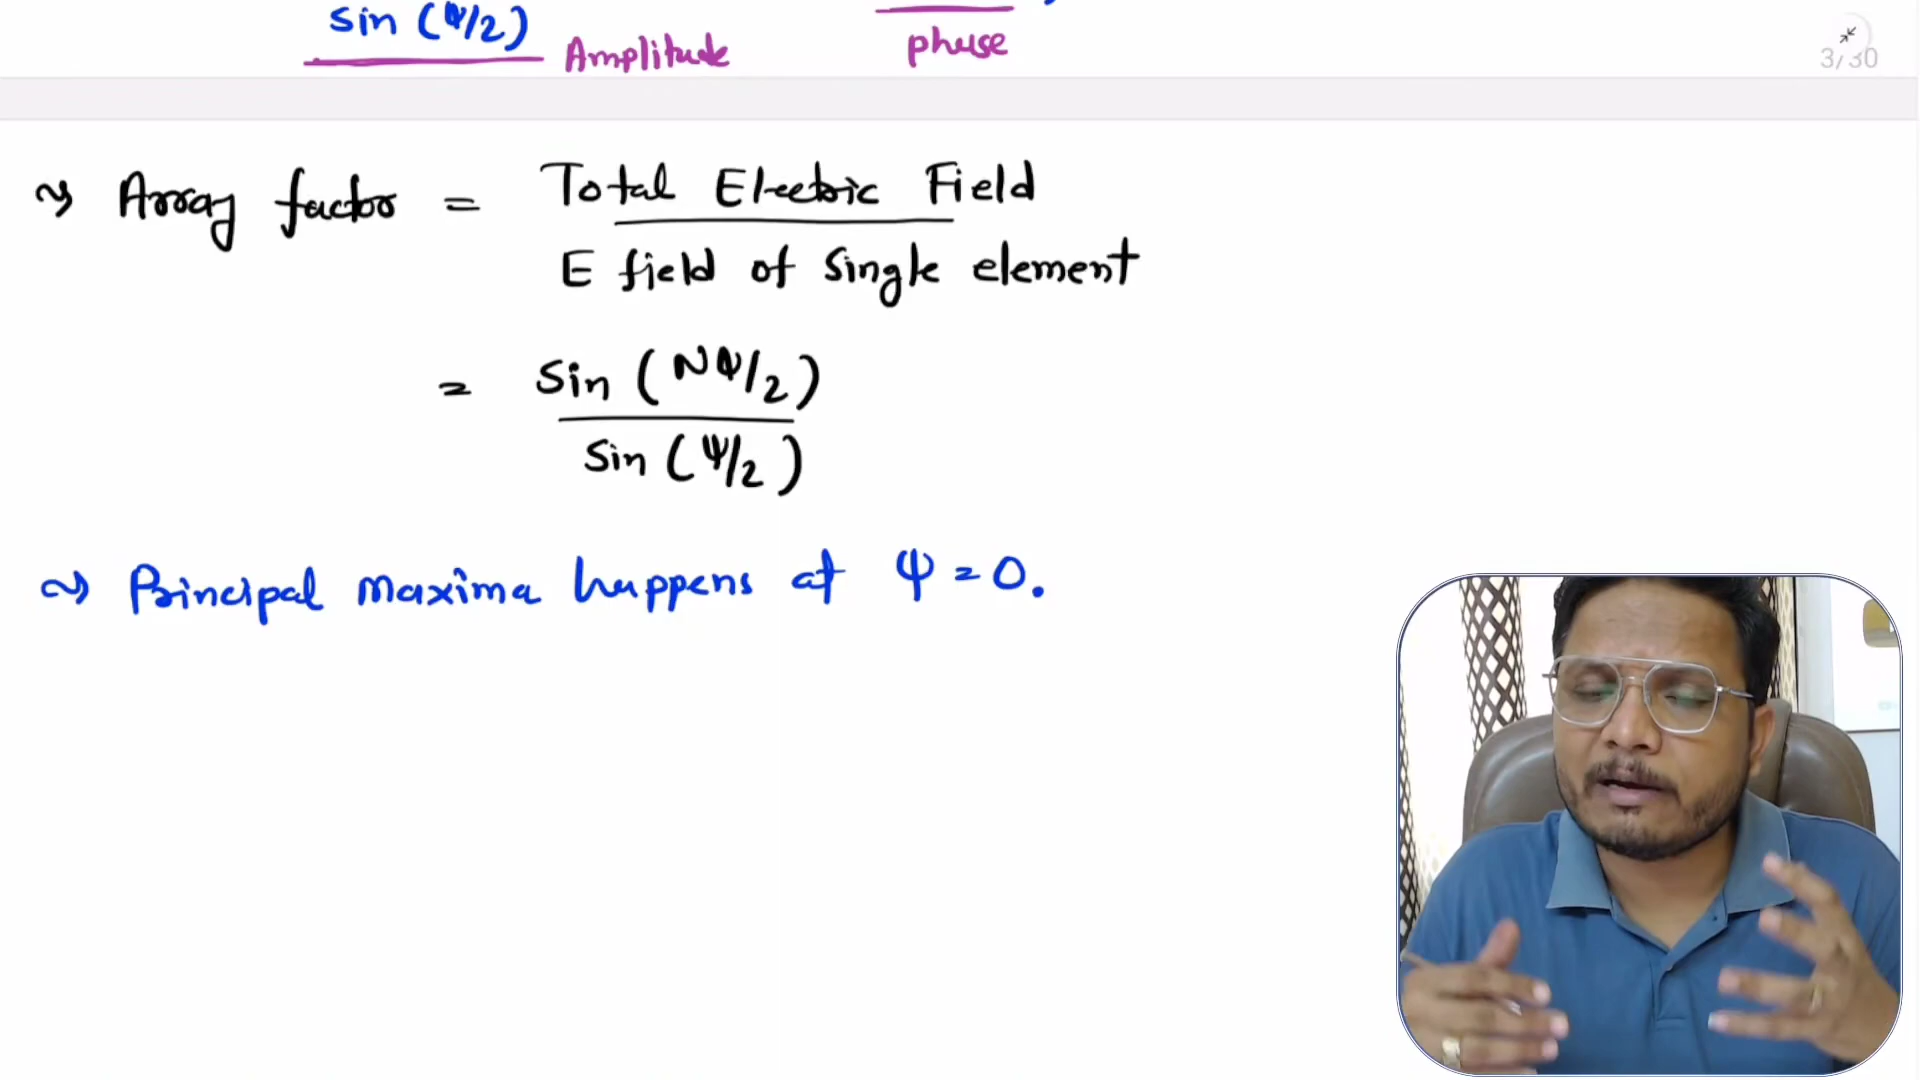 sin (ψ/2) Amplitude phase
3/30
~> Array factor = Total Electric Field
E field of single element
= Sin (Nψ/2)
Sin (ψ/2)
~> Principal maxima happens at ψ = 0.